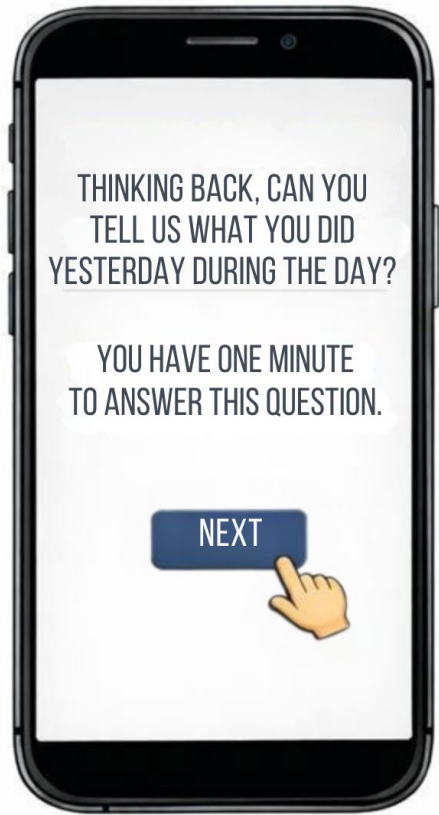 THINKING BACK, CAN YOU
TELL US WHAT YOU DID
YESTERDAY DURING THE DAY?
YOU HAVE ONE MINUTE
TO ANSWER THIS QUESTION.
NEXT